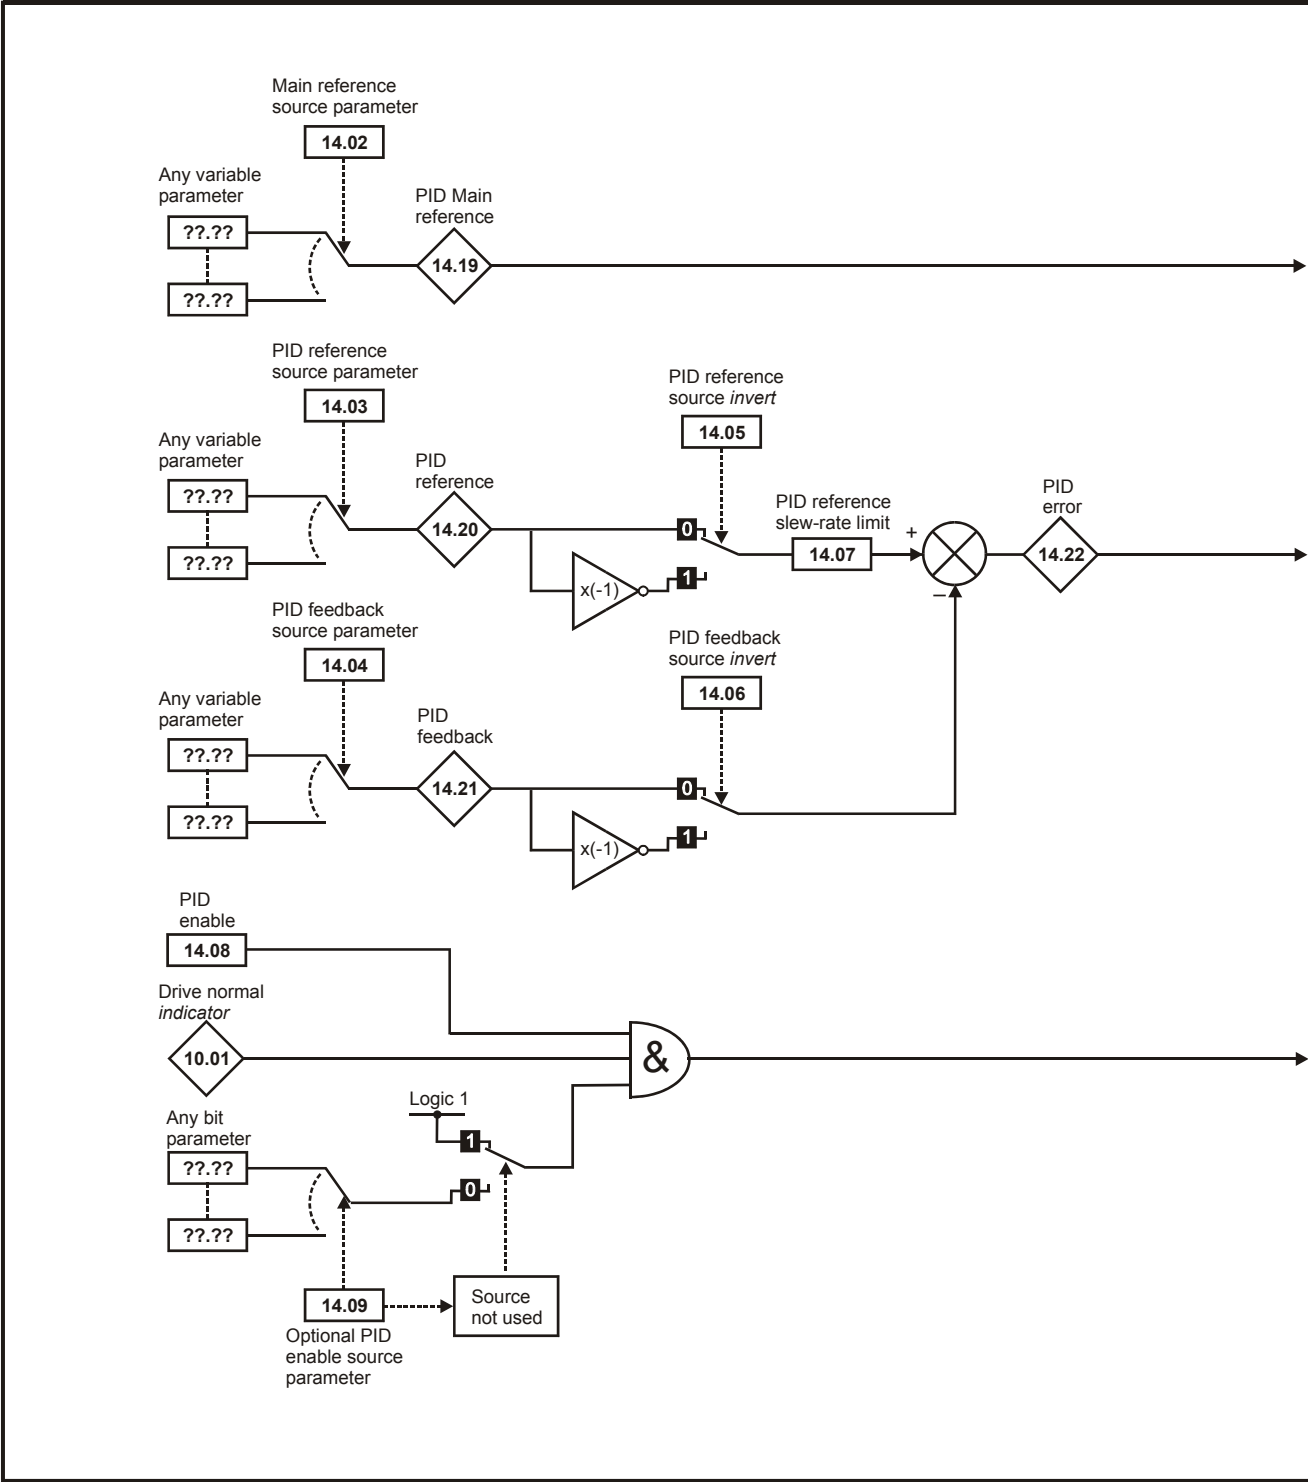 Main reference
source parameter
14.02
Any variable
parameter
??.??
??.??
PID Main
reference
14.19
PID reference
source parameter
14.03
Any variable
parameter
??.??
??.??
PID
reference
14.20
x(-1)
PID reference
source invert
14.05
0
1
PID reference
slew-rate limit
14.07
+
–
PID
error
14.22
PID feedback
source parameter
14.04
Any variable
parameter
??.??
??.??
PID
feedback
14.21
x(-1)
PID feedback
source invert
14.06
0
1
PID
enable
14.08
Drive normal
indicator
10.01
&
Logic 1
1
0
Any bit
parameter
??.??
??.??
14.09
Optional PID
enable source
parameter
Source
not used